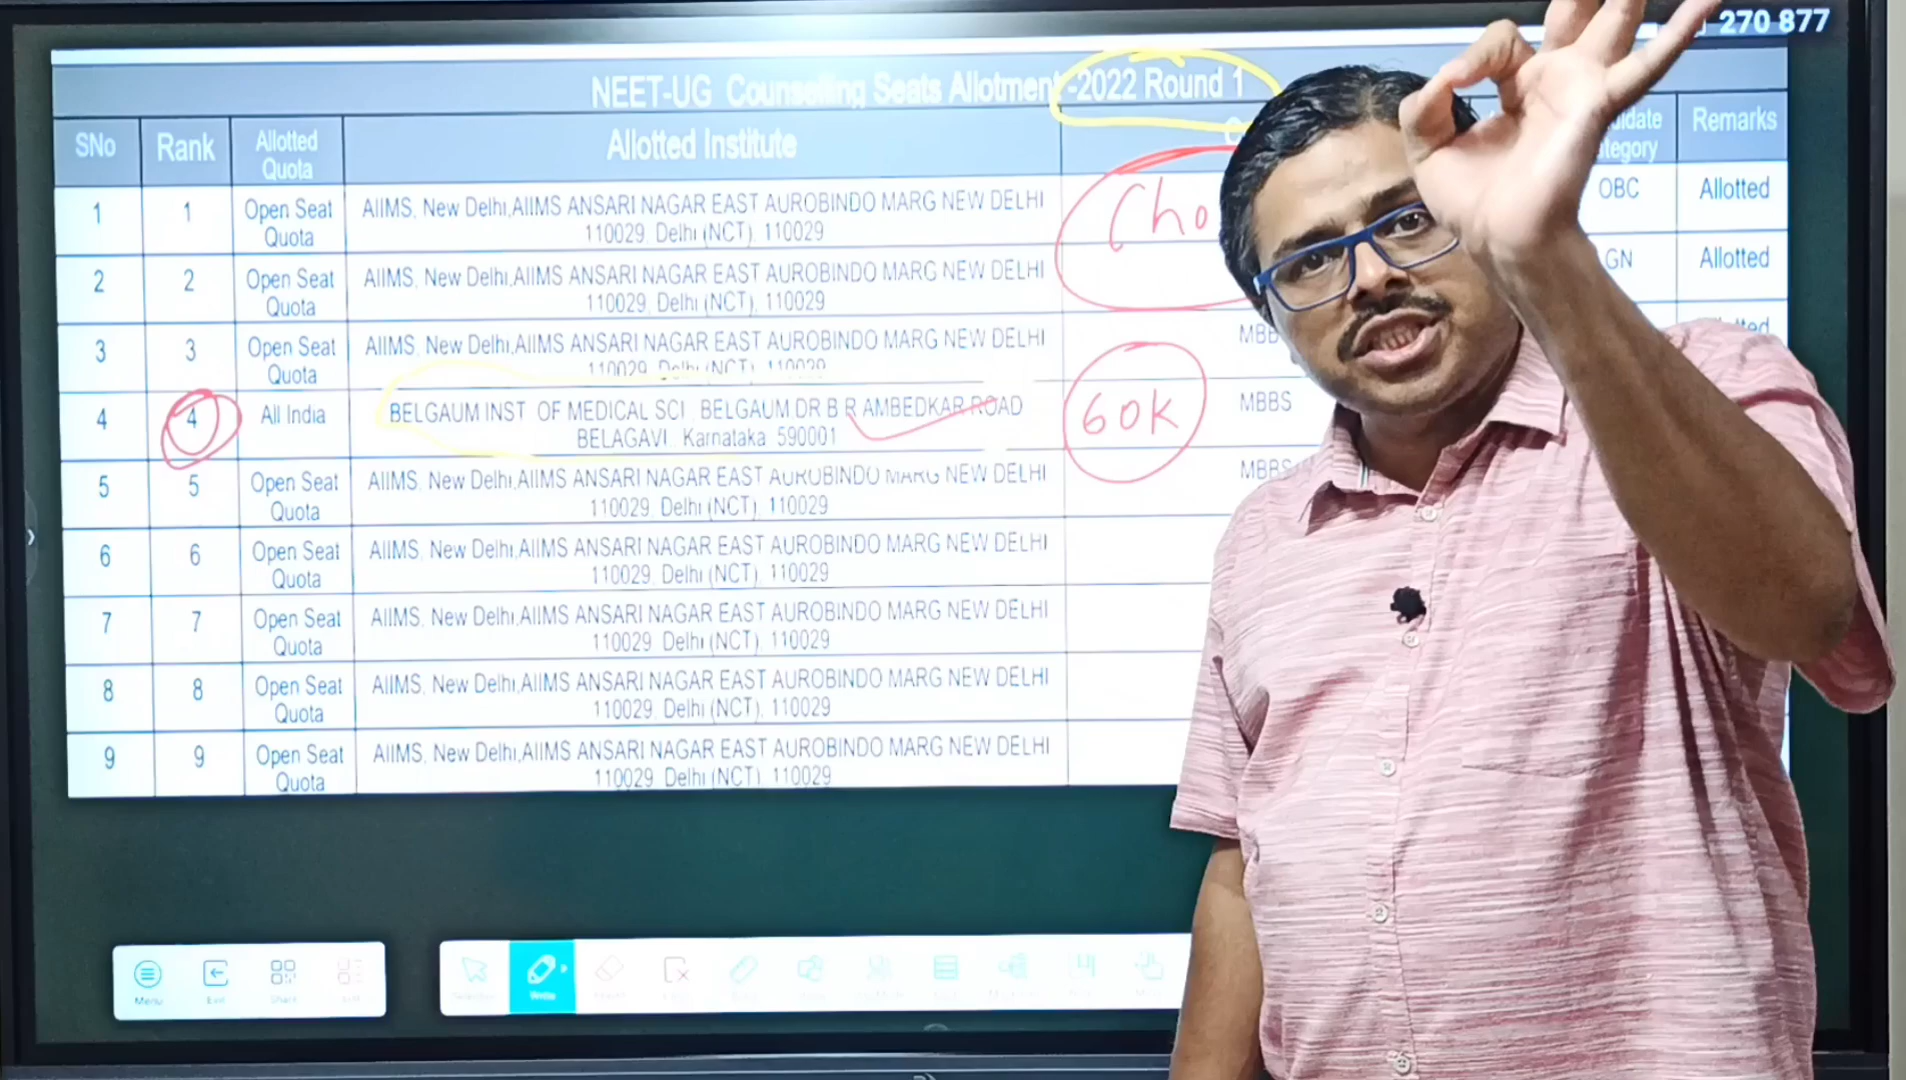 270 877
NEET-UG Counselling Seats Allotment -2022 Round 1
SNo Rank Allotted Quota Allotted Institute Remarks
1 1 Open Seat Quota AIIMS, New Delhi,AIIMS ANSARI NAGAR EAST AUROBINDO MARG NEW DELHI 110029, Delhi (NCT), 110029 Cho OBC Allotted
2 2 Open Seat Quota AIIMS, New Delhi,AIIMS ANSARI NAGAR EAST AUROBINDO MARG NEW DELHI 110029, Delhi (NCT), 110029 GN Allotted
3 3 Open Seat Quota AIIMS, New Delhi,AIIMS ANSARI NAGAR EAST AUROBINDO MARG NEW DELHI 110029, Delhi (NCT), 110029
4 4 All India BELGAUM INST OF MEDICAL SCI BELGAUM DR B R AMBEDKAR ROAD BELAGAVI, Karnataka, 590001 60K MBBS
5 5 Open Seat Quota AIIMS, New Delhi,AIIMS ANSARI NAGAR EAST AUROBINDO MARG NEW DELHI 110029, Delhi (NCT), 110029 MBBS
6 6 Open Seat Quota AIIMS, New Delhi,AIIMS ANSARI NAGAR EAST AUROBINDO MARG NEW DELHI 110029, Delhi (NCT), 110029
7 7 Open Seat Quota AIIMS, New Delhi,AIIMS ANSARI NAGAR EAST AUROBINDO MARG NEW DELHI 110029, Delhi (NCT), 110029
8 8 Open Seat Quota AIIMS, New Delhi,AIIMS ANSARI NAGAR EAST AUROBINDO MARG NEW DELHI 110029, Delhi (NCT), 110029
9 9 Open Seat Quota AIIMS, New Delhi,AIIMS ANSARI NAGAR EAST AUROBINDO MARG NEW DELHI 110029, Delhi (NCT), 110029
Menu Exit Share Write